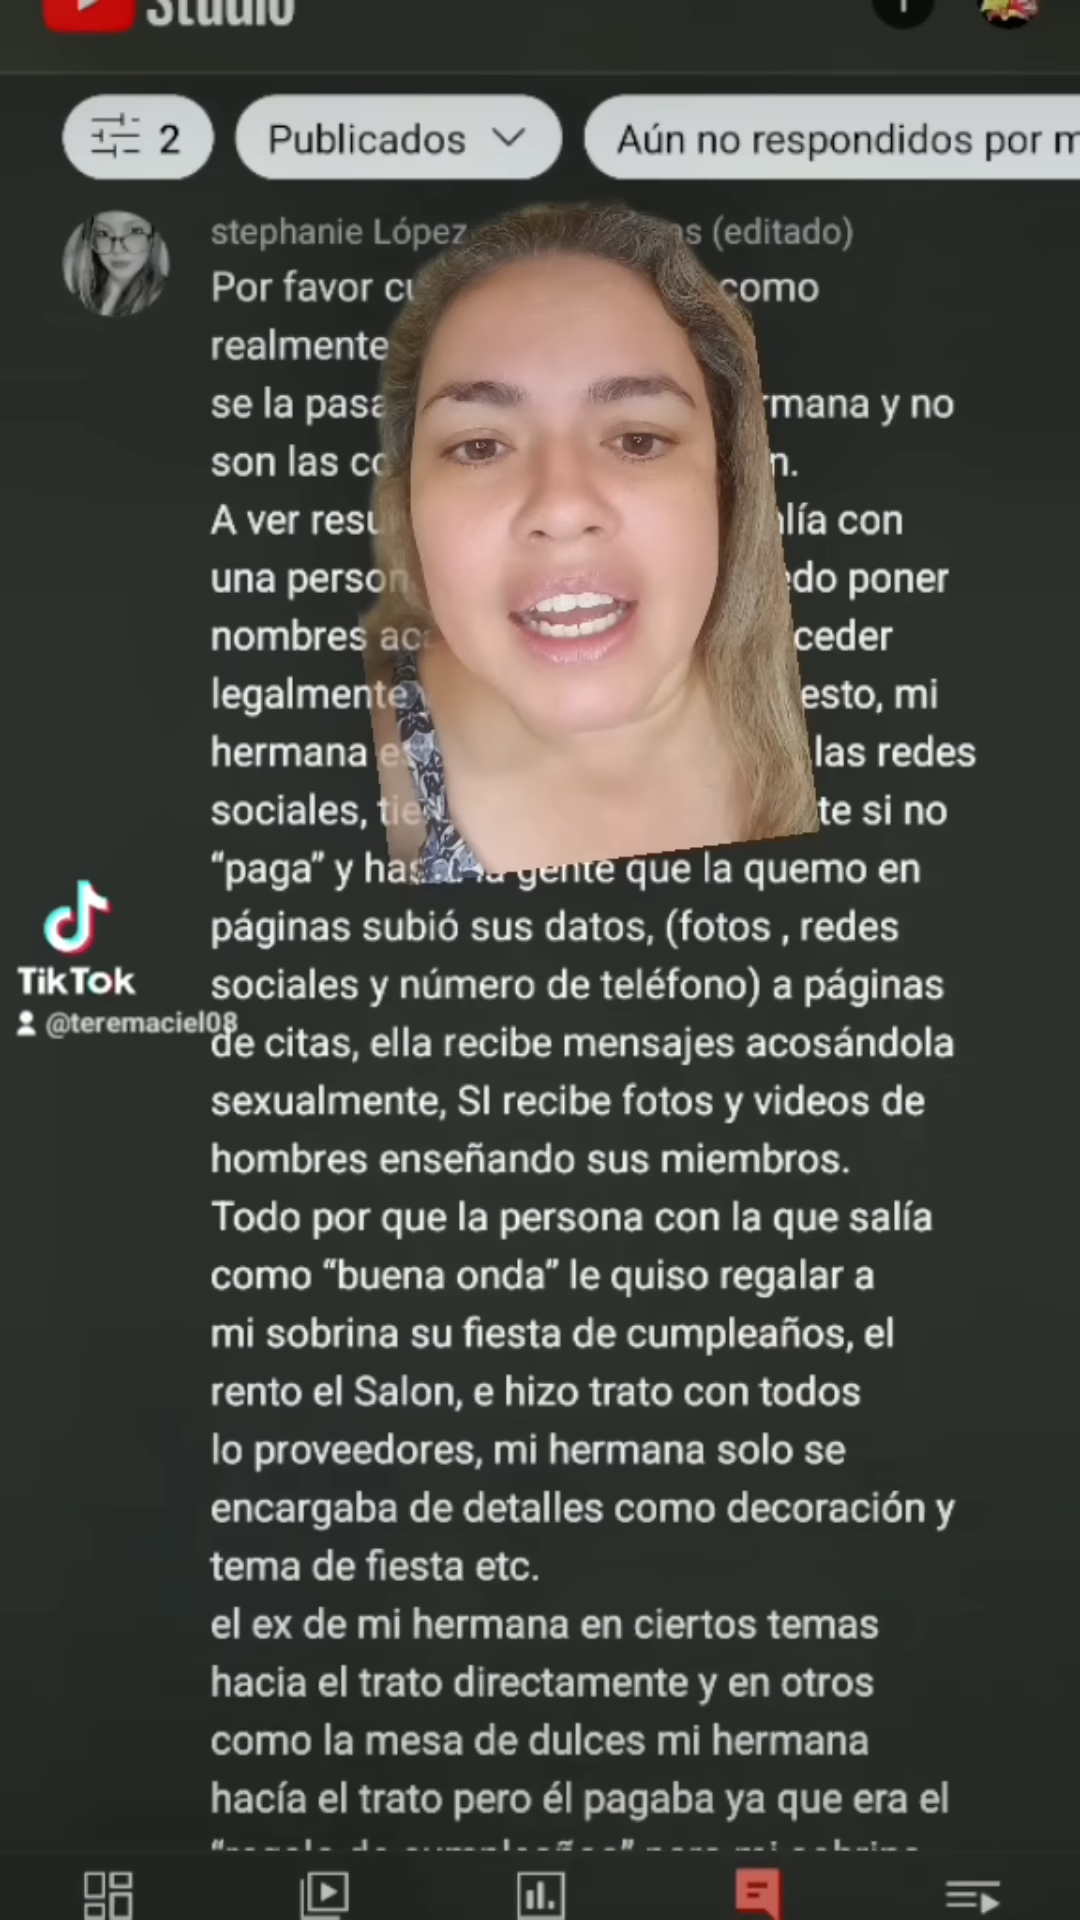 Studio
2
Publicados
Aún no respondidos por m
stephanie López s (editado)
Por favor cu como
realmente
se la pasa rmana y no
son las co n.
A ver resu lía con
una person do poner
nombres ac ceder
legalmente esto, mi
hermana las redes
sociales, tie te si no
“paga” y has gente que la quemo en
páginas subió sus datos, (fotos , redes
sociales y número de teléfono) a páginas
de citas, ella recibe mensajes acosándola
sexualmente, SI recibe fotos y videos de
hombres enseñando sus miembros.
Todo por que la persona con la que salía
como “buena onda” le quiso regalar a
mi sobrina su fiesta de cumpleaños, el
rento el Salon, e hizo trato con todos
lo proveedores, mi hermana solo se
encargaba de detalles como decoración y
tema de fiesta etc.
el ex de mi hermana en ciertos temas
hacia el trato directamente y en otros
como la mesa de dulces mi hermana
hacía el trato pero él pagaba ya que era el
TikTok
@teremaciel08